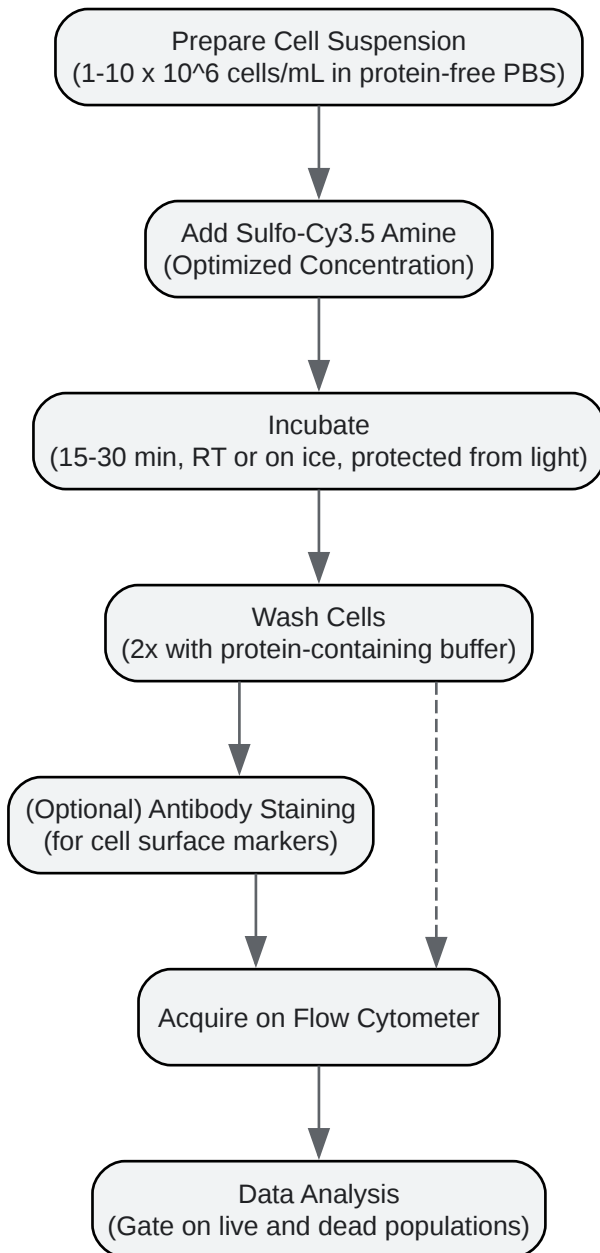 Prepare Cell Suspension
(1-10 x 10^6 cells/mL in protein-free PBS)
Add Sulfo-Cy3.5 Amine
(Optimized Concentration)
Incubate
(15-30 min, RT or on ice, protected from light)
Wash Cells
(2x with protein-containing buffer)
(Optional) Antibody Staining
(for cell surface markers)
Acquire on Flow Cytometer
Data Analysis
(Gate on live and dead populations)